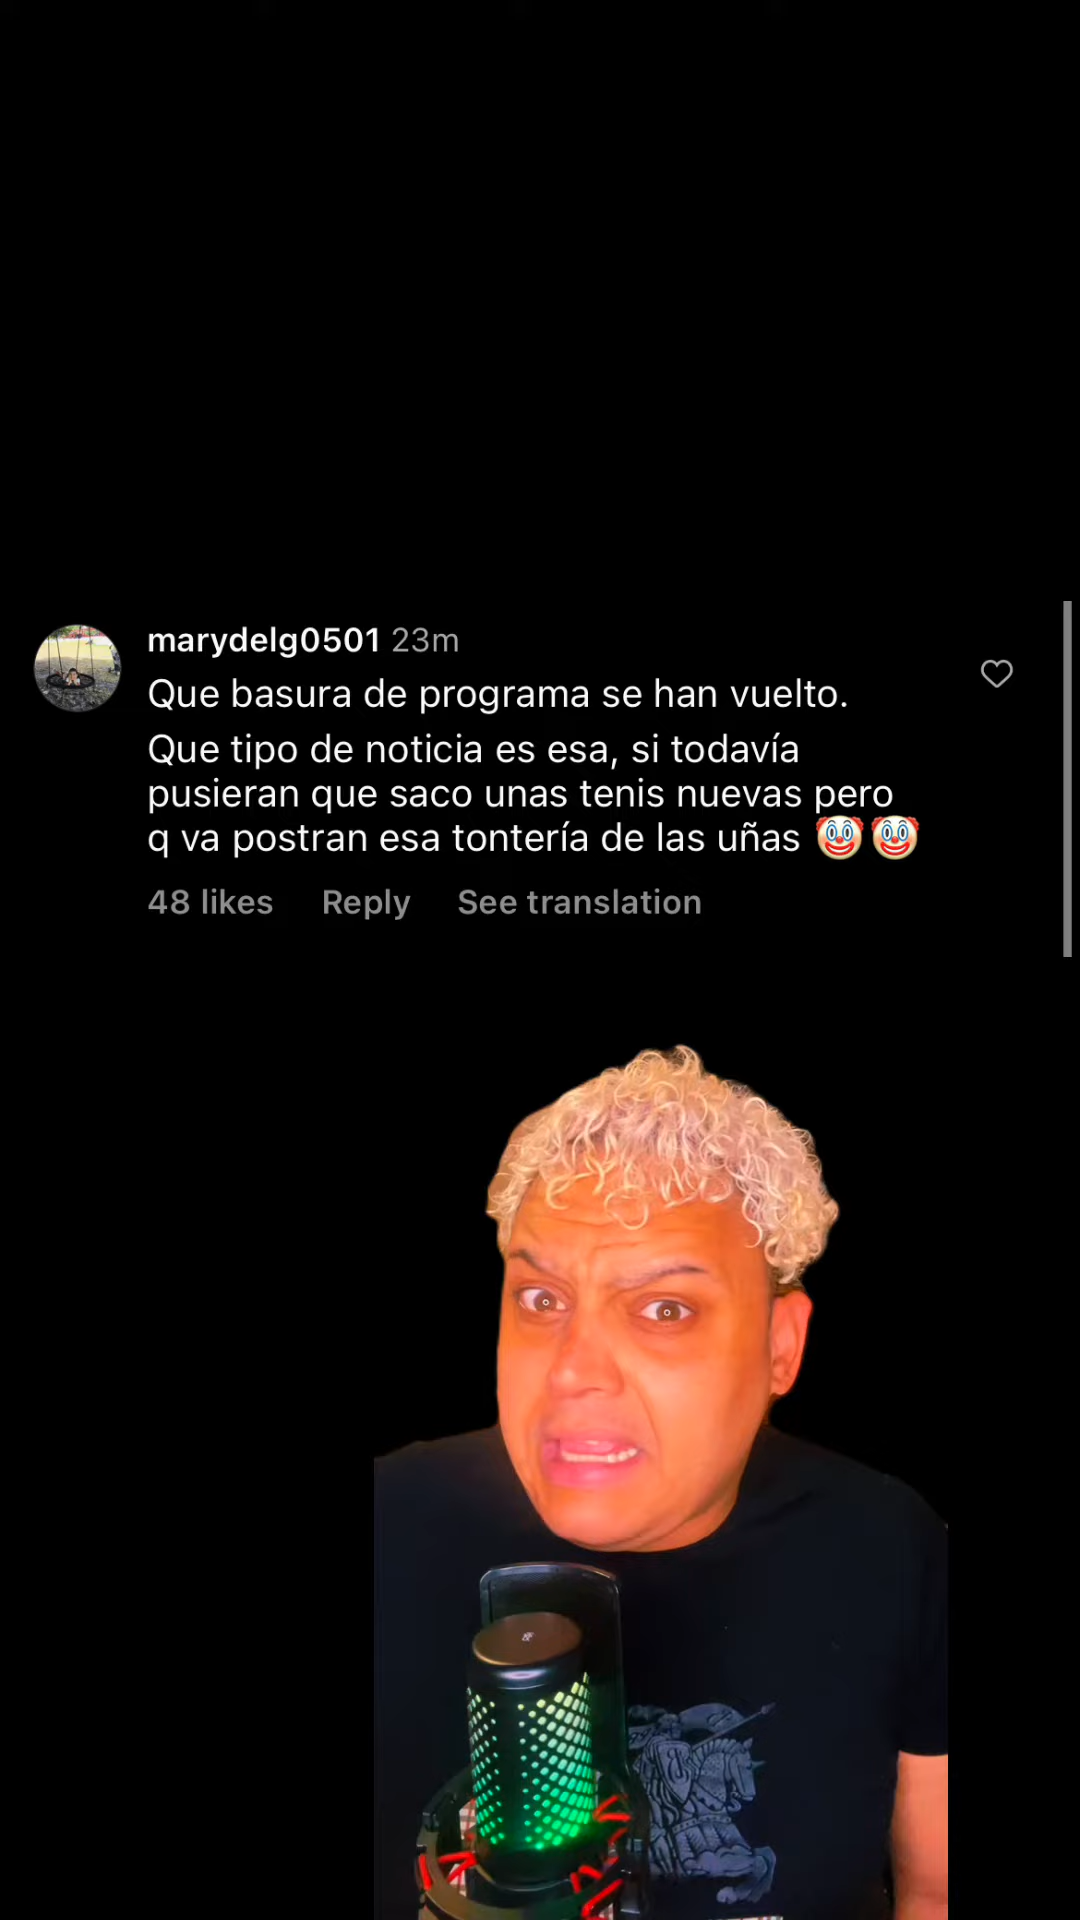 marydelg0501 23m
Que basura de programa se han vuelto.
Que tipo de noticia es esa, si todavía
pusieran que saco unas tenis nuevas pero
q va postran esa tontería de las uñas 🤡🤡
48 likes Reply See translation